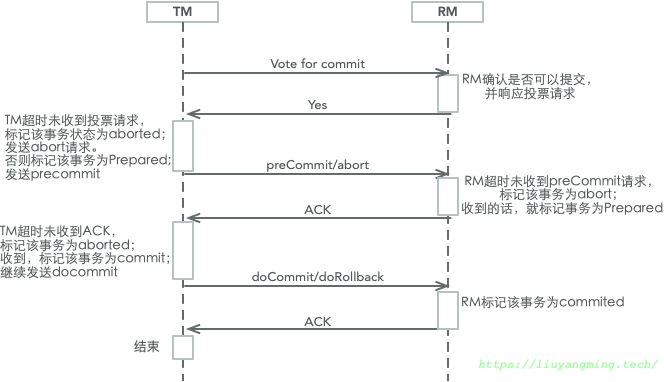 TM
RM
Vote for commit
RM确认是否可以提交，
并响应投票请求
Yes
TM超时未收到投票请求，
标记该事务状态为aborted；
发送abort请求。
否则标记该事务为Prepared；
发送precommit
preCommit/abort
RM超时未收到preCommit请求，
标记该事务为abort；
收到的话，就标记事务为Prepared
ACK
TM超时未收到ACK，
标记该事务为aborted；
收到，标记该事务为commit；
继续发送docommit
doCommit/doRollback
RM标记该事务为commited
ACK
结束
https://liuyangming.tech/